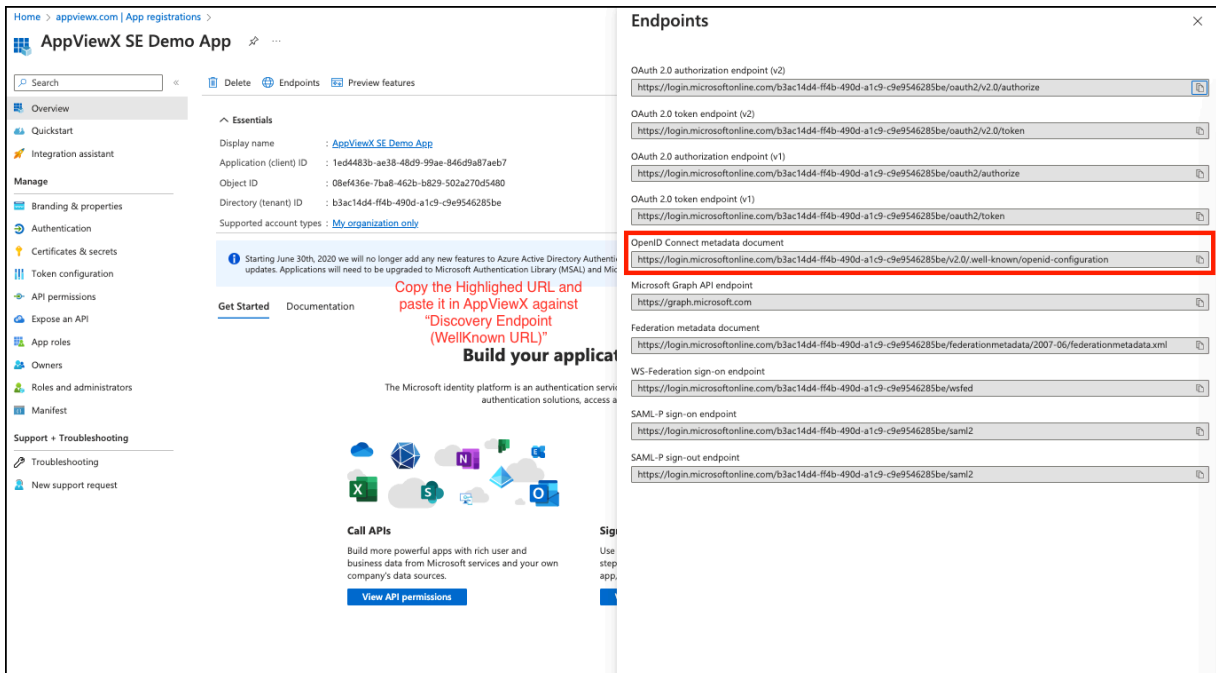 Home > appviewx.com | App registrations >
AppViewX SE Demo App
Search
Overview
Quickstart
Integration assistant
Manage
Branding & properties
Authentication
Certificates & secrets
Token configuration
API permissions
Expose an API
App roles
Owners
Roles and administrators
Manifest
Support + Troubleshooting
Troubleshooting
New support request
Delete Endpoints Preview features
Essentials
Display name : AppViewX SE Demo App
Application (client) ID : 1ed4483b-ae38-48d9-99ae-846d9a87aeb7
Object ID : 08ef436e-7ba8-462b-b829-502a270d5480
Directory (tenant) ID : b3ac14d4-ff4b-490d-a1c9-c9e9546285be
Supported account types : My organization only
Starting June 30th, 2020 we will no longer add any new features to Azure Active Directory Authenti
updates. Applications will need to be upgraded to Microsoft Authentication Library (MSAL) and Mic
Get Started Documentation
Copy the Highlighed URL and
paste it in AppViewX against
“Discovery Endpoint
(WellKnown URL)”
Build your applicat
The Microsoft identity platform is an authentication servic
authentication solutions, access a
Call APIs
Build more powerful apps with rich user and
business data from Microsoft services and your own
company's data sources.
View API permissions
Sig
Use
step
app,
Endpoints
OAuth 2.0 authorization endpoint (v2)
https://login.microsoftonline.com/b3ac14d4-ff4b-490d-a1c9-c9e9546285be/oauth2/v2.0/authorize
OAuth 2.0 token endpoint (v2)
https://login.microsoftonline.com/b3ac14d4-ff4b-490d-a1c9-c9e9546285be/oauth2/v2.0/token
OAuth 2.0 authorization endpoint (v1)
https://login.microsoftonline.com/b3ac14d4-ff4b-490d-a1c9-c9e9546285be/oauth2/authorize
OAuth 2.0 token endpoint (v1)
https://login.microsoftonline.com/b3ac14d4-ff4b-490d-a1c9-c9e9546285be/oauth2/token
OpenID Connect metadata document
https://login.microsoftonline.com/b3ac14d4-ff4b-490d-a1c9-c9e9546285be/v2.0/.well-known/openid-configuration
Microsoft Graph API endpoint
https://graph.microsoft.com
Federation metadata document
https://login.microsoftonline.com/b3ac14d4-ff4b-490d-a1c9-c9e9546285be/federationmetadata/2007-06/federationmetadata.xml
WS-Federation sign-on endpoint
https://login.microsoftonline.com/b3ac14d4-ff4b-490d-a1c9-c9e9546285be/wsfed
SAML-P sign-on endpoint
https://login.microsoftonline.com/b3ac14d4-ff4b-490d-a1c9-c9e9546285be/saml2
SAML-P sign-out endpoint
https://login.microsoftonline.com/b3ac14d4-ff4b-490d-a1c9-c9e9546285be/saml2